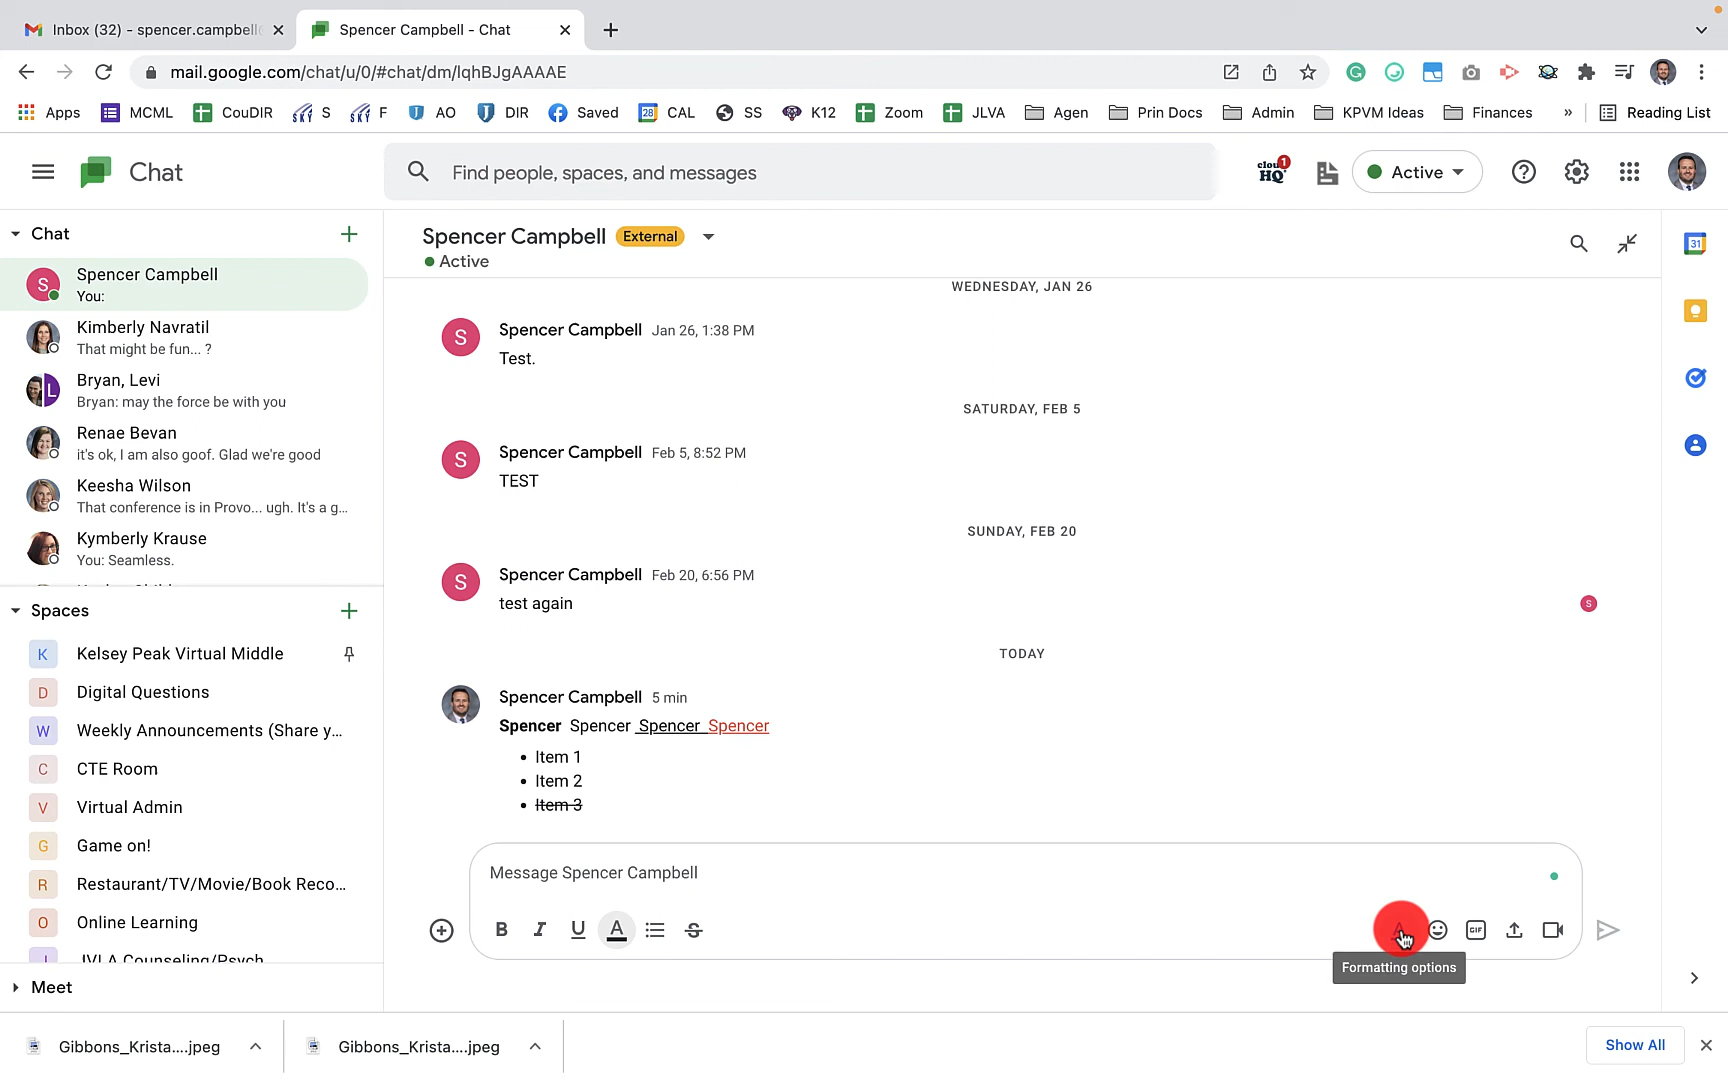 Inbox (32) - spencer.campbell
Spencer Campbell - Chat
mail.google.com/chat/u/0/#chat/dm/lqhBJgAAAAE
Apps
MCML
CouDIR
S
F
AO
DIR
Saved
28
CAL
SS
K12
Zoom
JLVA
Agen
Prin Docs
Admin
KPVM Ideas
Finances
»
Reading List
Chat
Find people, spaces, and messages
clouHQ
1
Active
Chat
S
Spencer Campbell
You:
Kimberly Navratil
That might be fun... ?
L
Bryan, Levi
Bryan: may the force be with you
Renae Bevan
it's ok, I am also goof. Glad we're good
Keesha Wilson
That conference is in Provo... ugh. It's a g...
Kymberly Krause
You: Seamless.
Spaces
K
Kelsey Peak Virtual Middle
D
Digital Questions
W
Weekly Announcements (Share y...
C
CTE Room
V
Virtual Admin
G
Game on!
R
Restaurant/TV/Movie/Book Reco...
O
Online Learning
JVLA Counseling/Psych
Meet
Spencer Campbell
External
Active
WEDNESDAY, JAN 26
S
Spencer Campbell Jan 26, 1:38 PM
Test.
SATURDAY, FEB 5
S
Spencer Campbell Feb 5, 8:52 PM
TEST
SUNDAY, FEB 20
S
Spencer Campbell Feb 20, 6:56 PM
test again
S
TODAY
Spencer Campbell 5 min
Spencer Spencer Spencer Spencer
• Item 1
• Item 2
• Item 3
Message Spencer Campbell
B
I
U
A
S
GIF
Formatting options
31
Gibbons_Krista....jpeg
Gibbons_Krista....jpeg
Show All